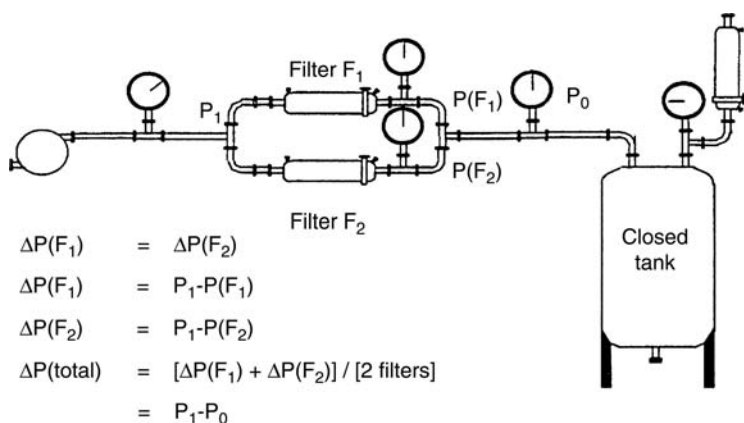 Filter F₁
P₁
P(F₁)
P₀
P(F₂)
Filter F₂
Closed
tank
ΔP(F₁) = ΔP(F₂)
ΔP(F₁) = P₁-P(F₁)
ΔP(F₂) = P₁-P(F₂)
ΔP(total) = [ΔP(F₁) + ΔP(F₂)] / [2 filters]
= P₁-P₀